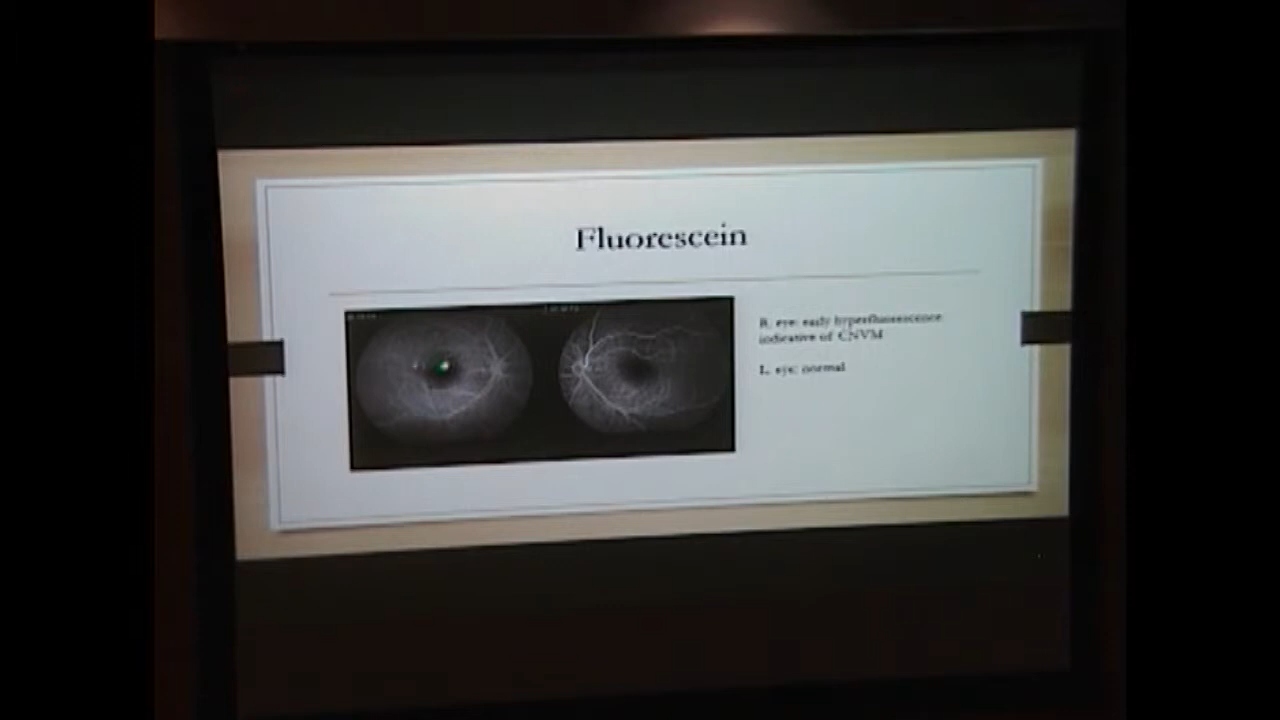 Fluorescein
R. eye: early hyperfluorescence
indicative of CNVM
L. eye: normal